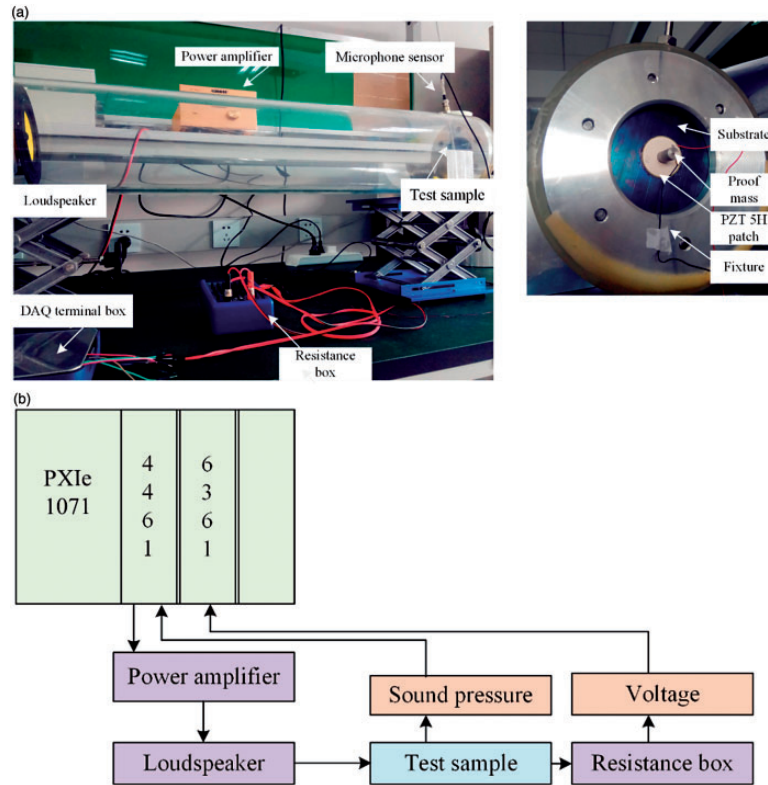 (a)
Power amplifier
Microphone sensor
Loudspeaker
Test sample
DAQ terminal box
Resistance
box
Substrate
Proof
mass
PZT 5H
patch
Fixture
(b)
PXIe
1071
4
4
6
1
6
3
6
1
Power amplifier
Sound pressure
Voltage
Loudspeaker
Test sample
Resistance box